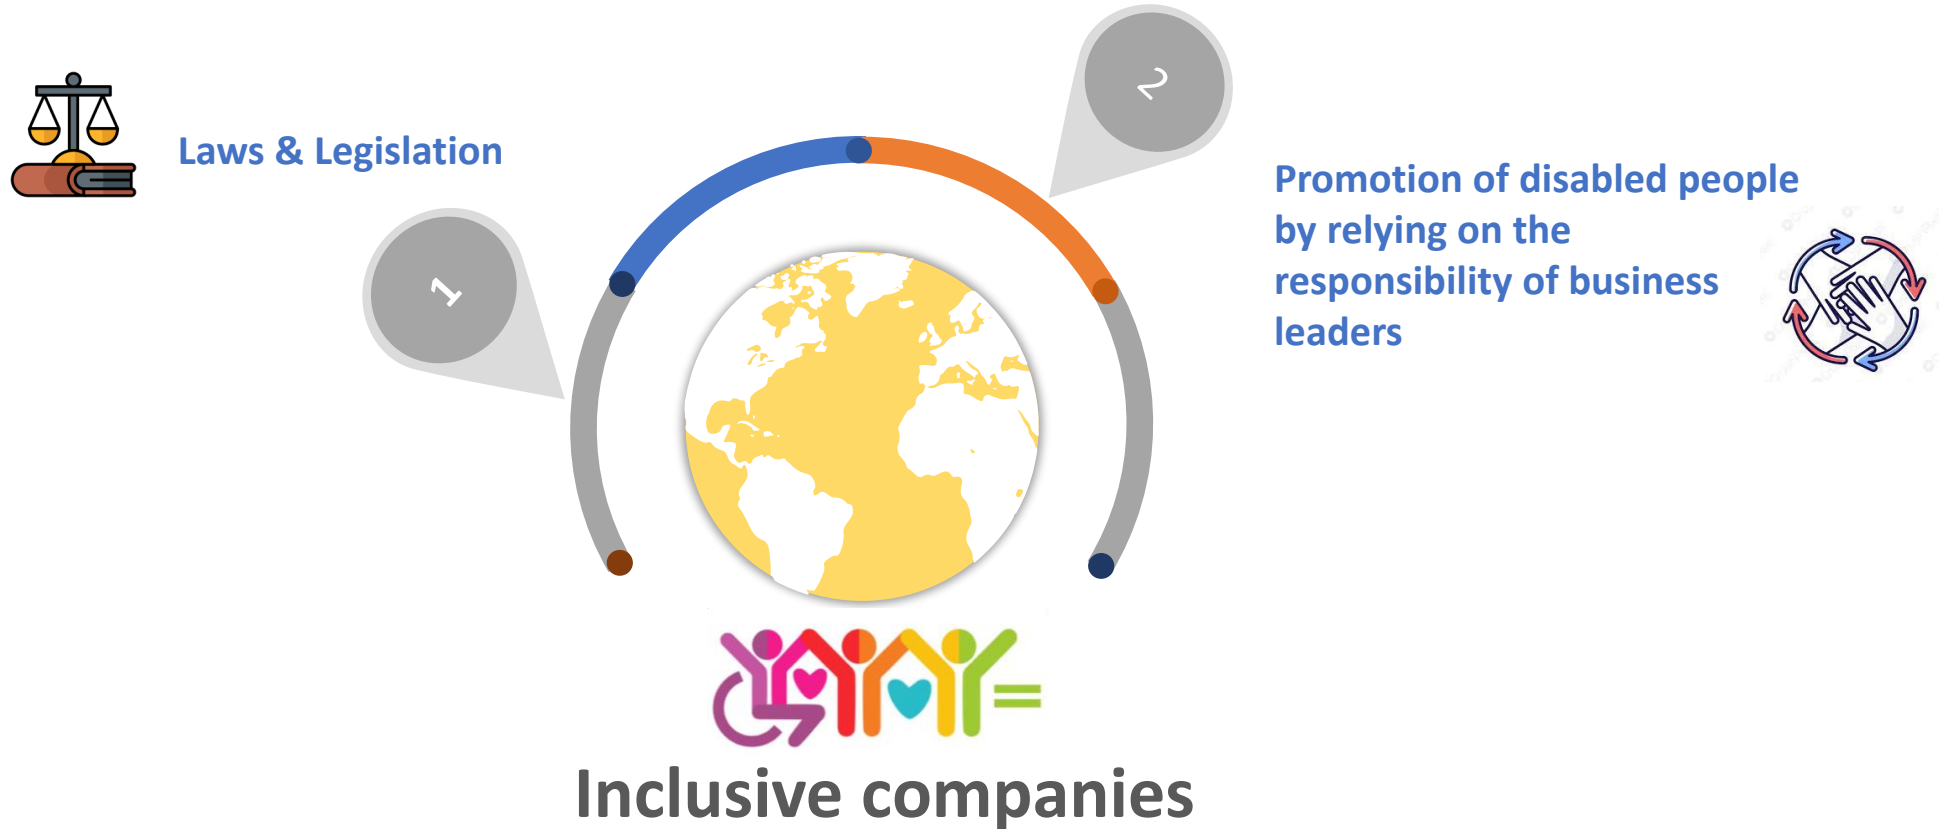 Laws & Legislation
1
2
Promotion of disabled people
by relying on the
responsibility of business
leaders
Inclusive companies